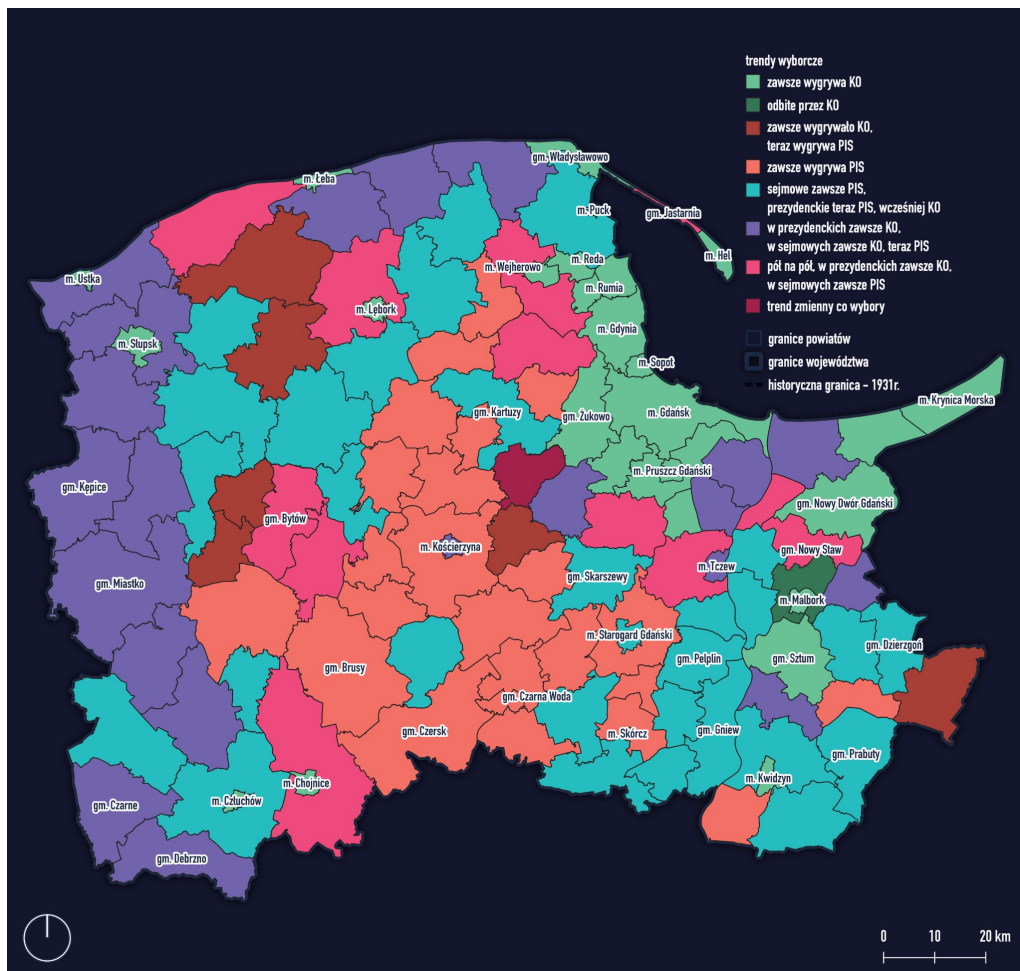 trendy wyborcze
zawsze wygrywa KO
odbite przez KO
zawsze wygrywało KO,
teraz wygrywa PIS
zawsze wygrywa PIS
sejmowe zawsze PIS,
prezydenckie teraz PIS, wcześniej KO
w prezydenckich zawsze KO,
w sejmowych zawsze KO, teraz PIS
pół na pół, w prezydenckich zawsze KO,
w sejmowych zawsze PIS
trend zmienny co wybory
granice powiatów
granice województwa
historyczna granica – 1931r.
gm. Władysławowo
m. Łeba
m. Puck
gm. Jastarnia
m. Hel
m. Reda
m. Wejherowo
m. Ustka
m. Rumia
m. Lębork
m. Gdynia
m. Słupsk
m. Sopot
m. Krynica Morska
gm. Kartuzy
gm. Żukowo
m. Gdańsk
m. Pruszcz Gdański
gm. Kępice
gm. Nowy Dwór Gdański
gm. Bytów
m. Kościerzyna
gm. Nowy Staw
m. Tczew
gm. Skarszewy
gm. Miastko
m. Malbork
m. Starogard Gdański
gm. Dzierzgoń
gm. Pelplin
gm. Sztum
gm. Brusy
gm. Czarna Woda
gm. Czersk
m. Skórcz
gm. Gniew
gm. Prabuty
m. Kwidzyn
m. Chojnice
m. Człuchów
gm. Czarne
gm. Debrzno
0 10 20 km